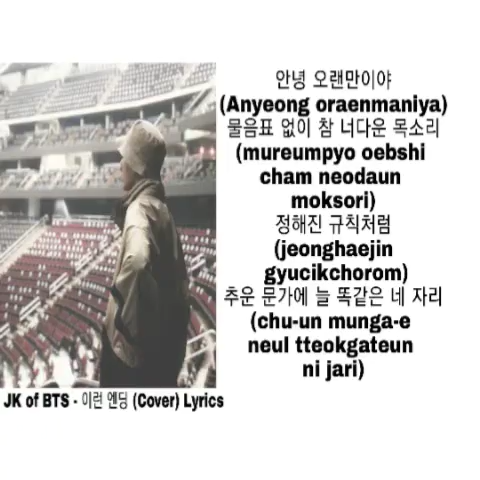 안녕 오랜만이야
(Anyeong oraenmaniya)
물음표 없이 참 너다운 목소리
(mureumpyo oebshi
cham neodaun
moksori)
정해진 규칙처럼
(jeonghaejin
gyucikchorom)
추운 문가에 늘 똑같은 네 자리
(chu-un munga-e
neul tteokgateun
ni jari)
JK of BTS - 이런 엔딩 (Cover) Lyrics